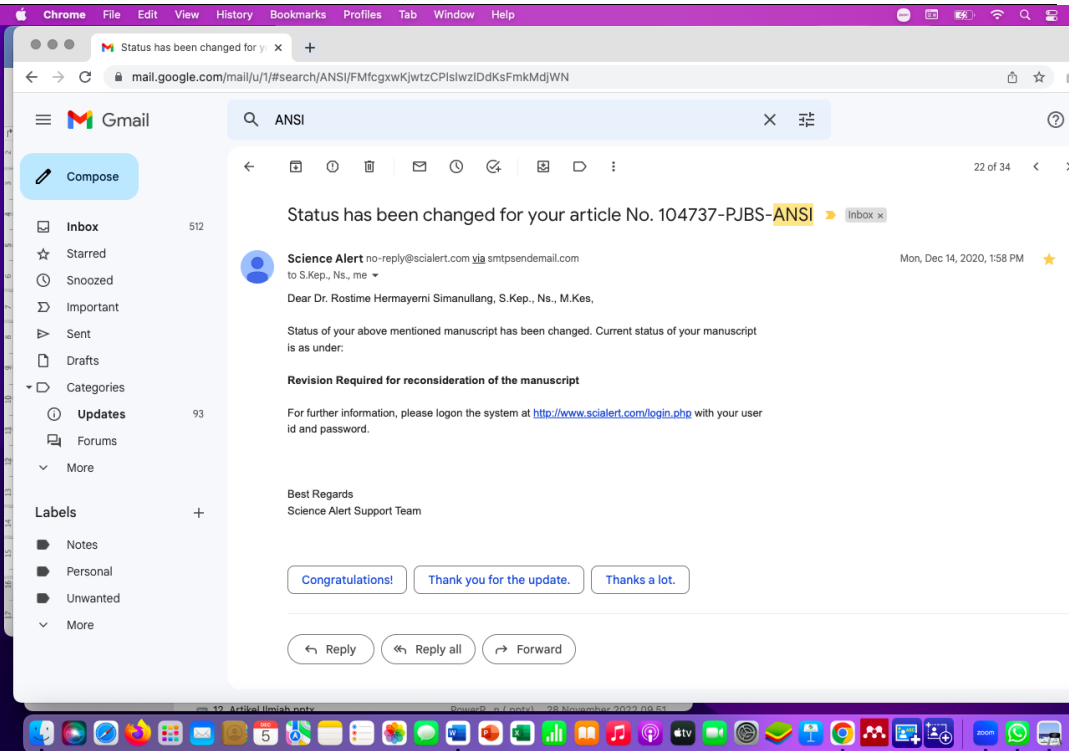 Chrome File Edit View History Bookmarks Profiles Tab Window Help
Status has been changed for y
mail.google.com/mail/u/1/#search/ANSI/FMfcgxwKjwtzCPlslwzlDdKsFmkMdjWN
Gmail
ANSI
Compose
22 of 34
Status has been changed for your article No. 104737-PJBS-ANSI Inbox x
Inbox 512
Starred
Snoozed
Important
Sent
Drafts
Categories
Updates 93
Forums
More
Labels +
Notes
Personal
Unwanted
More
Science Alert no-reply@scialert.com via smtpsendemail.com
Mon, Dec 14, 2020, 1:58 PM
to S.Kep., Ns., me
Dear Dr. Rostime Hermayerni Simanullang, S.Kep., Ns., M.Kes,
Status of your above mentioned manuscript has been changed. Current status of your manuscript
is as under:
Revision Required for reconsideration of the manuscript
For further information, please logon the system at http://www.scialert.com/login.php with your user
id and password.
Best Regards
Science Alert Support Team
Congratulations! Thank you for the update. Thanks a lot.
Reply Reply all Forward
12. Artikel Ilmiah.pptx 28 November 2022 09.51
DEC
5
tv
zoom